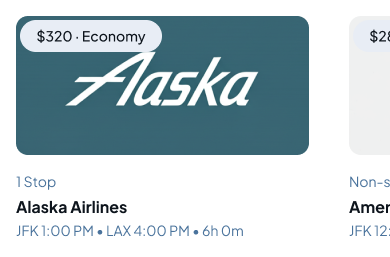 $320 · Economy
Alaska
1 Stop
Alaska Airlines
JFK 1:00 PM • LAX 4:00 PM • 6h 0m
$28
Non-s
Amer
JFK 12: